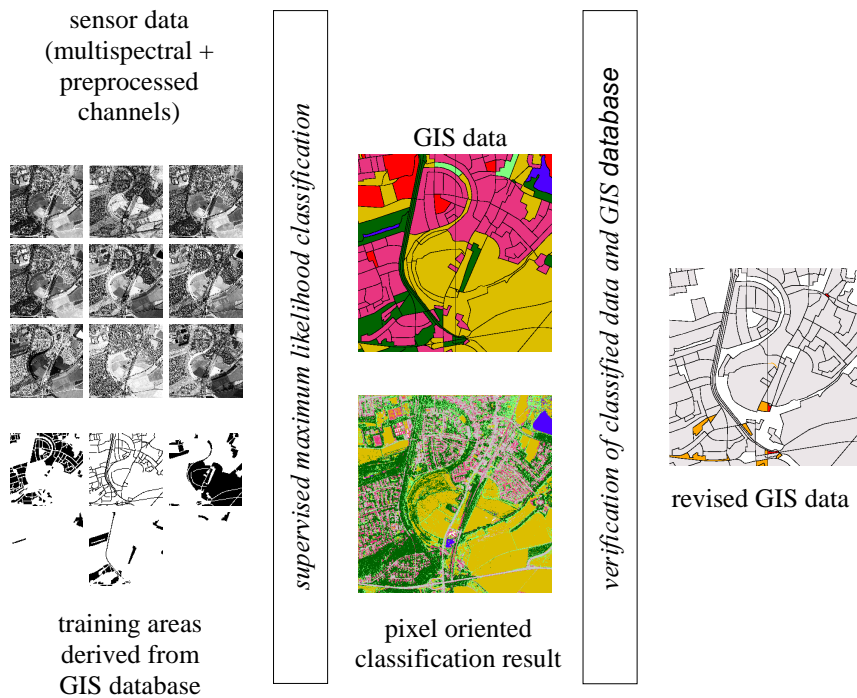 sensor data
(multispectral +
preprocessed
channels)
training areas
derived from
GIS database
supervised maximum likelihood classification
GIS data
pixel oriented
classification result
verification of classified data and GIS database
revised GIS data